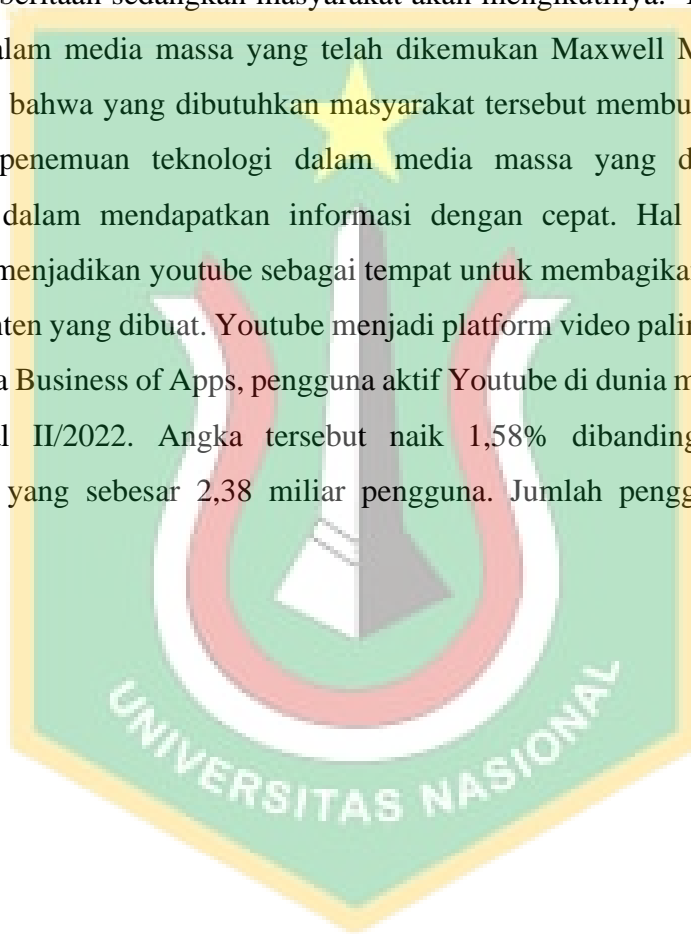 beritaan sedangkan masyarakat akan mengikutinya.
alam media massa yang telah dikemukan Maxwell M
bahwa yang dibutuhkan masyarakat tersebut membu
penemuan teknologi dalam media massa yang d
dalam mendapatkan informasi dengan cepat. Hal
menjadikan youtube sebagai tempat untuk membagika
nten yang dibuat. Youtube menjadi platform video palin
a Business of Apps, pengguna aktif Youtube di dunia m
al II/2022. Angka tersebut naik 1,58% dibanding
yang sebesar 2,38 miliar pengguna. Jumlah pengg
UNIVERSITAS NASIONAL